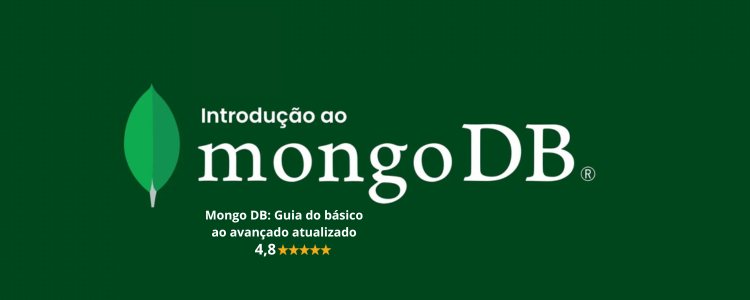 Introdução ao
mongoDB®
Mongo DB: Guia do básico
ao avançado atualizado
4,8★★★★★